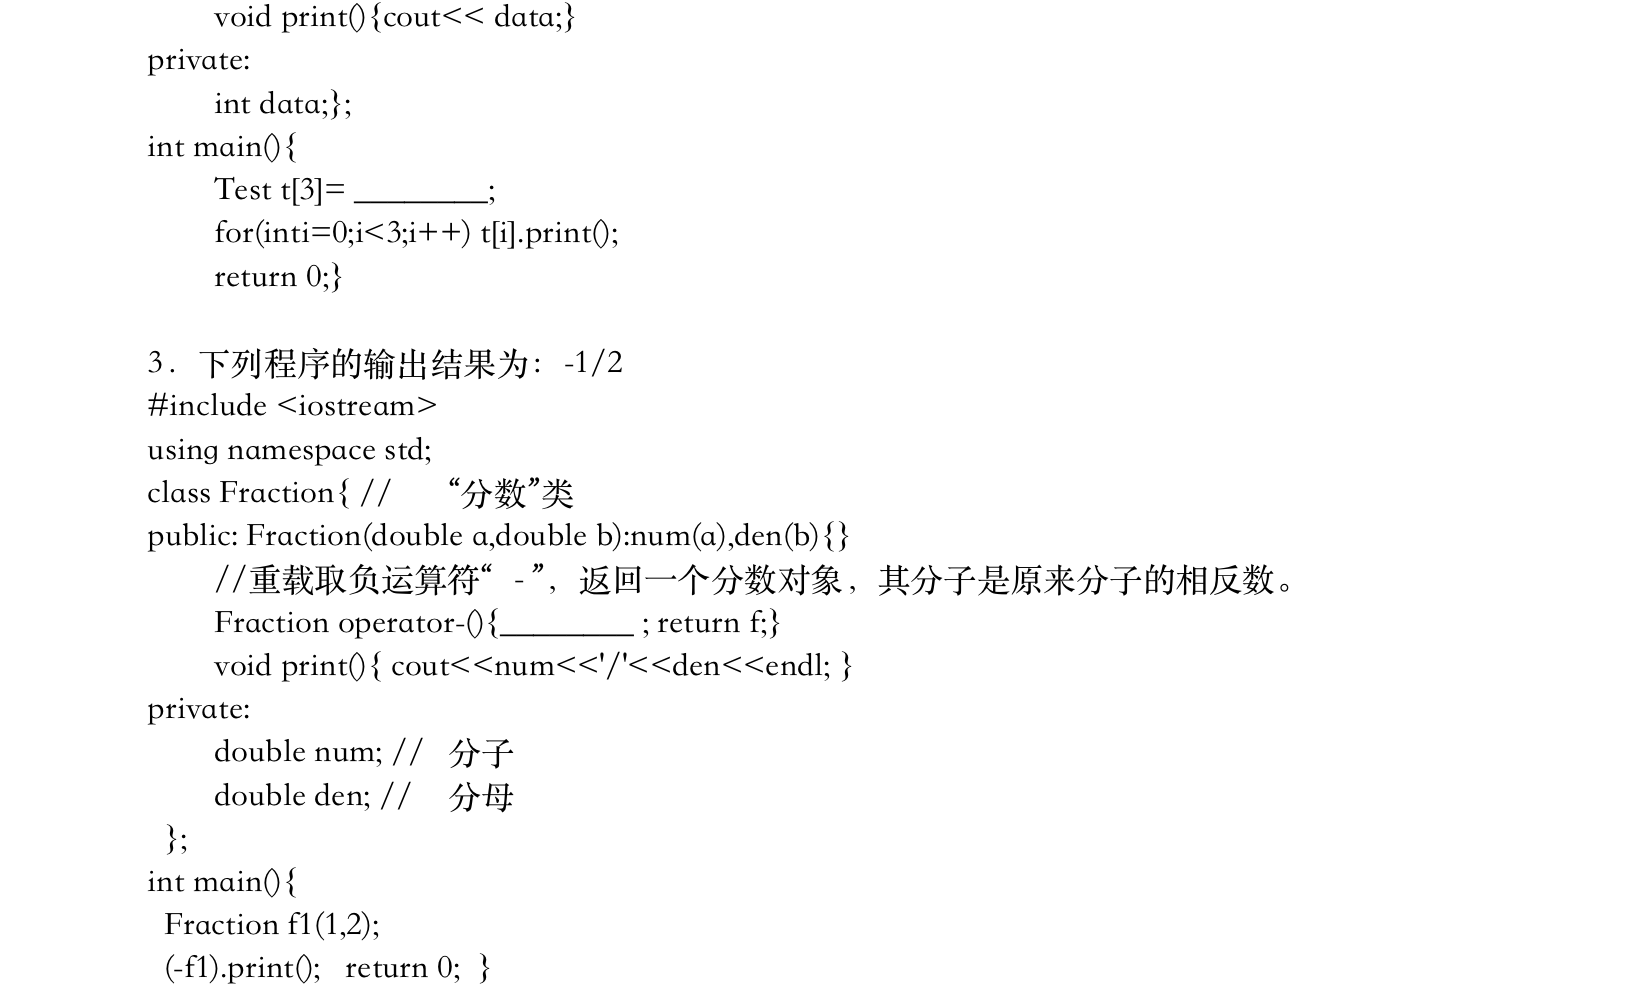 void print(){cout<< data;}
private:
int data;};
int main(){
Test t[3]= ________;
for(inti=0;i<3;i++) t[i].print();
return 0;}
3．下列程序的输出结果为：-1/2
#include <iostream>
using namespace std;
class Fraction{ // “分数”类
public: Fraction(double a,double b):num(a),den(b){}
//重载取负运算符“ - ”，返回一个分数对象，其分子是原来分子的相反数。
Fraction operator-(){________ ; return f;}
void print(){ cout<<num<<'/'<<den<<endl; }
private:
double num; // 分子
double den; // 分母
};
int main(){
Fraction f1(1,2);
(-f1).print(); return 0; }